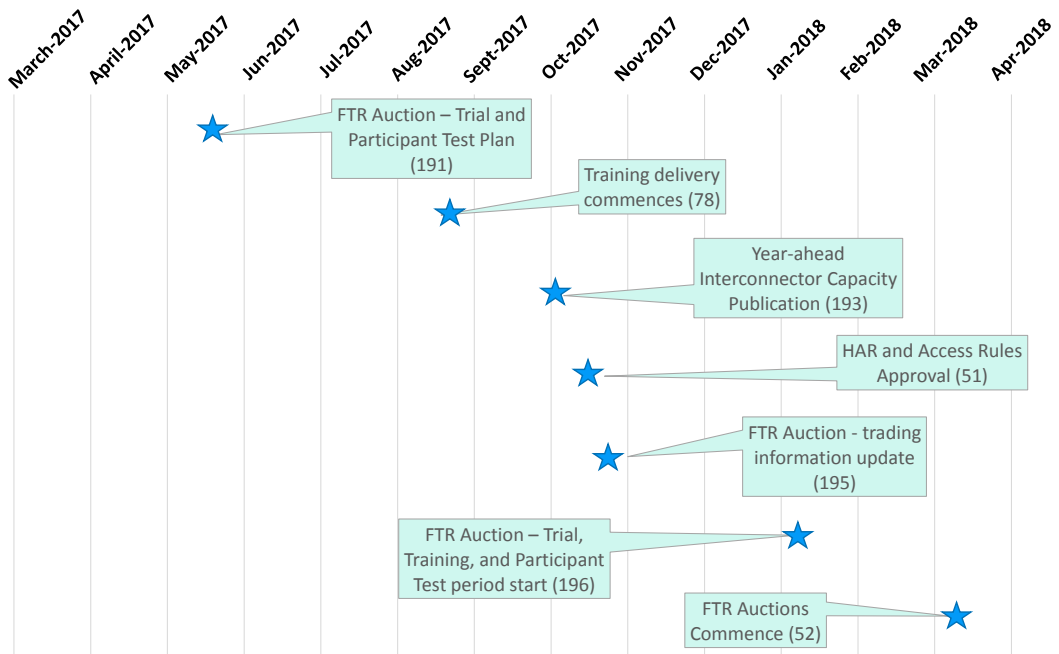 March-2017
April-2017
May-2017
Jun-2017
Jul-2017
Aug-2017
Sept-2017
Oct-2017
Nov-2017
Dec-2017
Jan-2018
Feb-2018
Mar-2018
Apr-2018
FTR Auction – Trial and
Participant Test Plan
(191)
Training delivery
commences (78)
Year-ahead
Interconnector Capacity
Publication (193)
HAR and Access Rules
Approval (51)
FTR Auction - trading
information update
(195)
FTR Auction – Trial,
Training, and Participant
Test period start (196)
FTR Auctions
Commence (52)